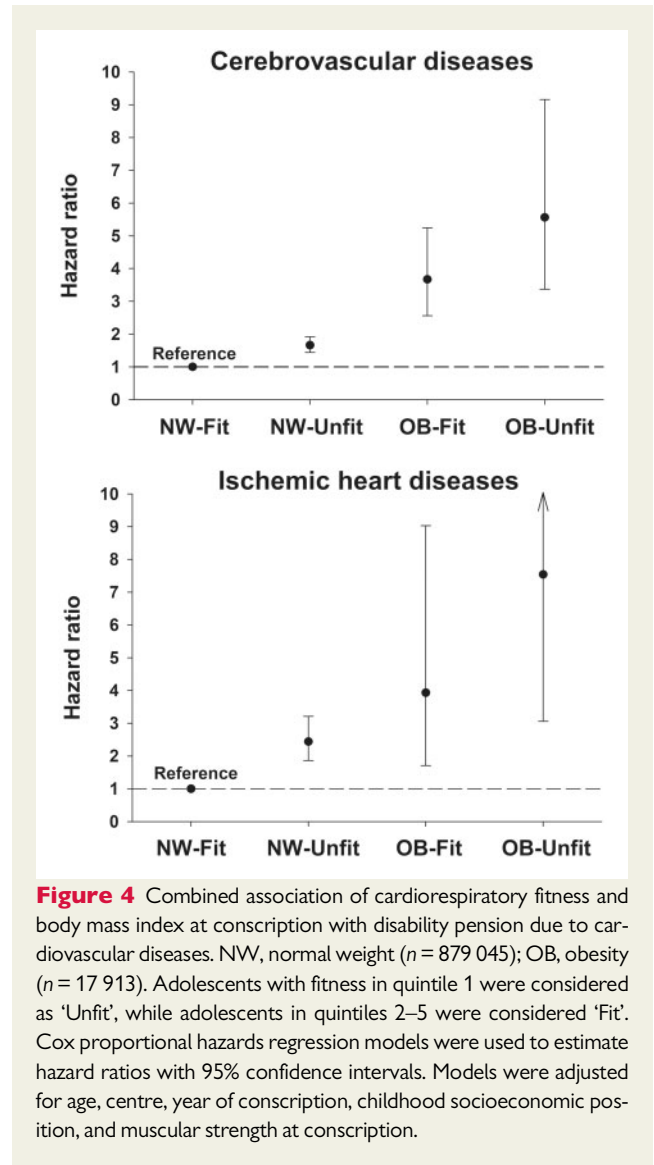 Cerebrovascular diseases
10
9
8
7
6
5
4
3
2
1
0
Hazard ratio
Reference
NW-Fit NW-Unfit OB-Fit OB-Unfit
Ischemic heart diseases
10
9
8
7
6
5
4
3
2
1
0
Hazard ratio
Reference
NW-Fit NW-Unfit OB-Fit OB-Unfit
Figure 4 Combined association of cardiorespiratory fitness and
body mass index at conscription with disability pension due to car-
diovascular diseases. NW, normal weight (n = 879 045); OB, obesity
(n = 17 913). Adolescents with fitness in quintile 1 were considered
as ‘Unfit’, while adolescents in quintiles 2–5 were considered ‘Fit’.
Cox proportional hazards regression models were used to estimate
hazard ratios with 95% confidence intervals. Models were adjusted
for age, centre, year of conscription, childhood socioeconomic pos-
ition, and muscular strength at conscription.